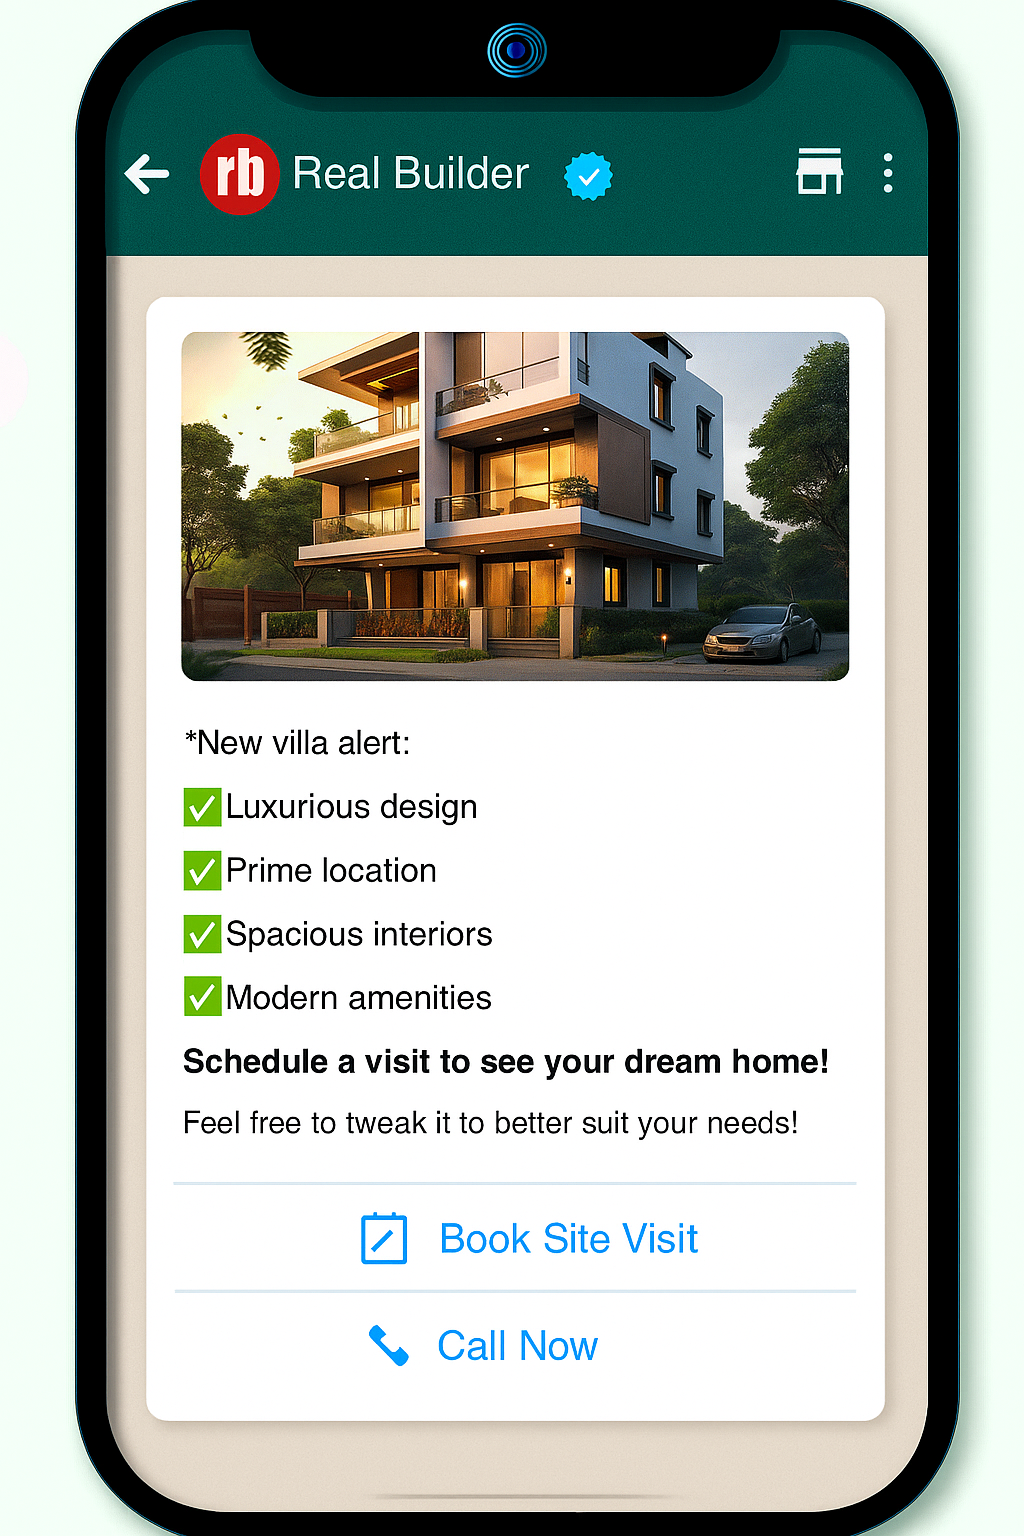 rb Real Builder
*New villa alert:
✅Luxurious design
✅Prime location
✅Spacious interiors
✅Modern amenities
Schedule a visit to see your dream home!
Feel free to tweak it to better suit your needs!
Book Site Visit
Call Now